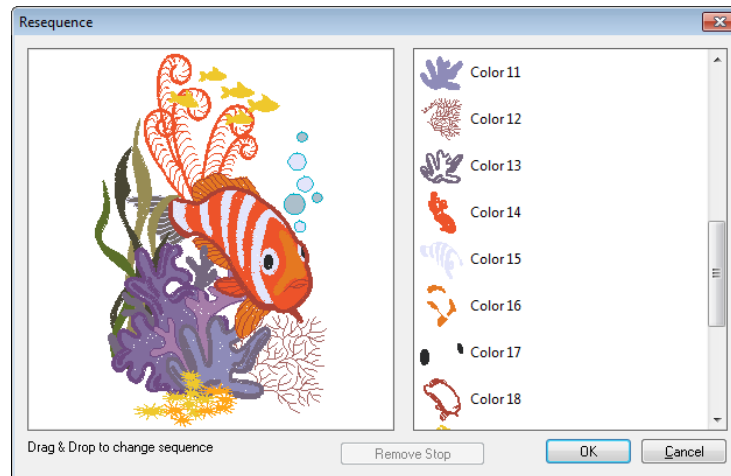 Resequence
Color 11
Color 12
Color 13
Color 14
Color 15
Color 16
Color 17
Color 18
Drag & Drop to change sequence
Remove Stop
OK
Cancel